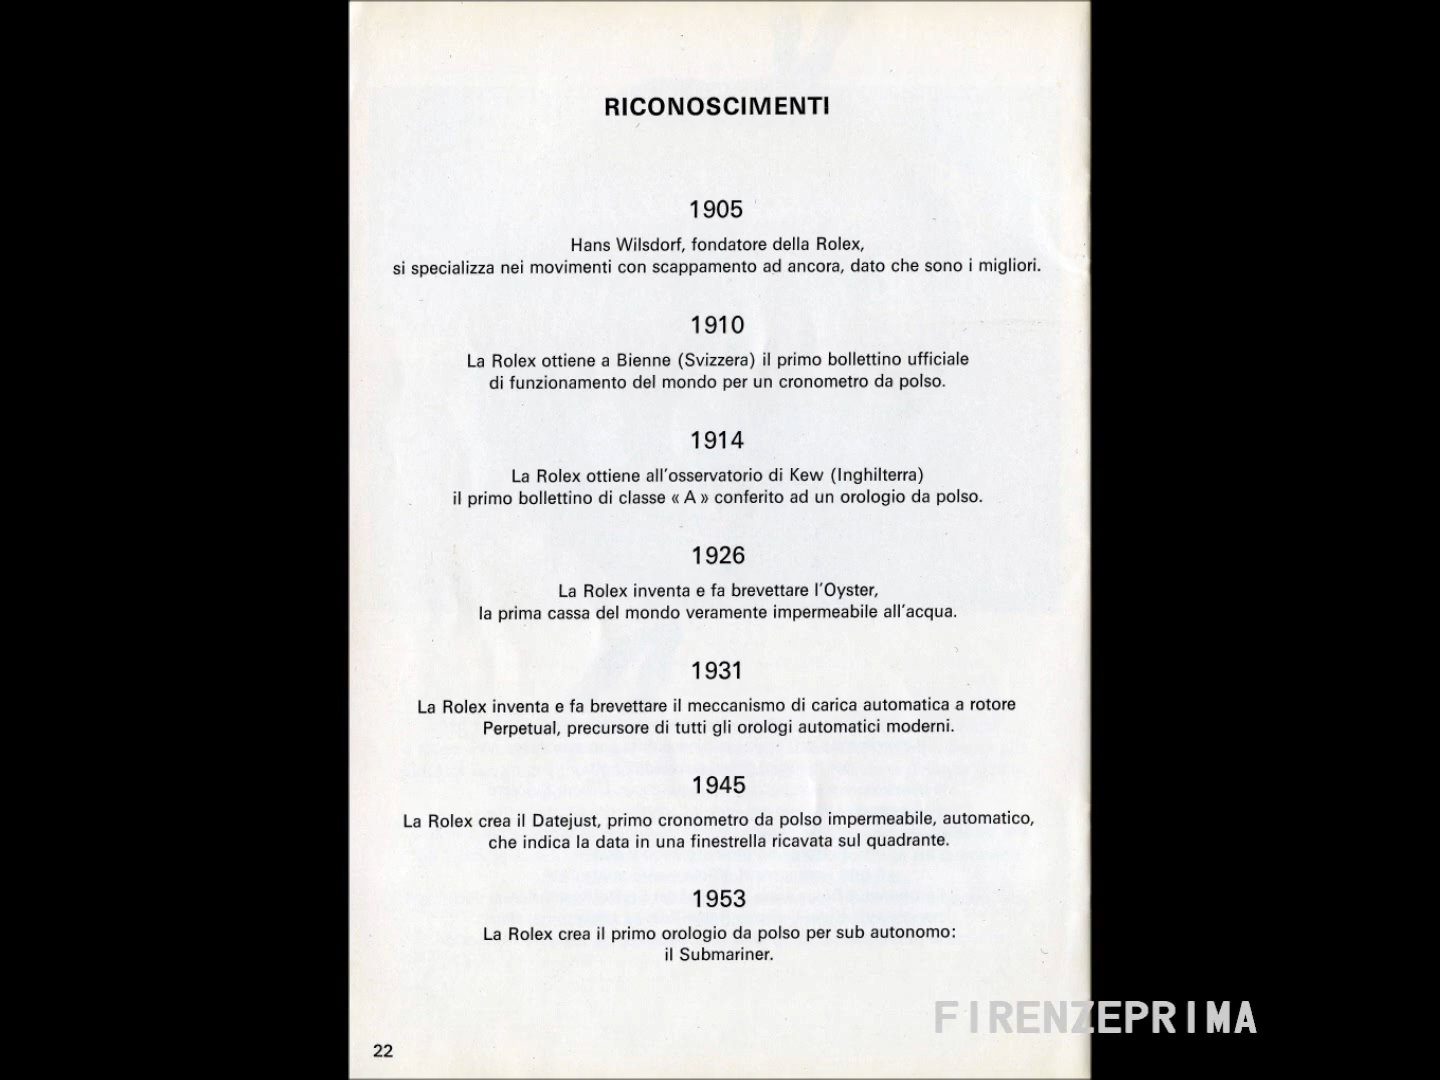 RICONOSCIMENTI
1905
Hans Wilsdorf, fondatore della Rolex,
si specializza nei movimenti con scappamento ad ancora, dato che sono i migliori.
1910
La Rolex ottiene a Bienne (Svizzera) il primo bollettino ufficiale
di funzionamento del mondo per un cronometro da polso.
1914
La Rolex ottiene all'osservatorio di Kew (Inghilterra)
il primo bollettino di classe « A » conferito ad un orologio da polso.
1926
La Rolex inventa e fa brevettare l'Oyster,
la prima cassa del mondo veramente impermeabile all'acqua.
1931
La Rolex inventa e fa brevettare il meccanismo di carica automatica a rotore
Perpetual, precursore di tutti gli orologi automatici moderni.
1945
La Rolex crea il Datejust, primo cronometro da polso impermeabile, automatico,
che indica la data in una finestrella ricavata sul quadrante.
1953
La Rolex crea il primo orologio da polso per sub autonomo:
il Submariner.
FIRENZEPRIMA
22